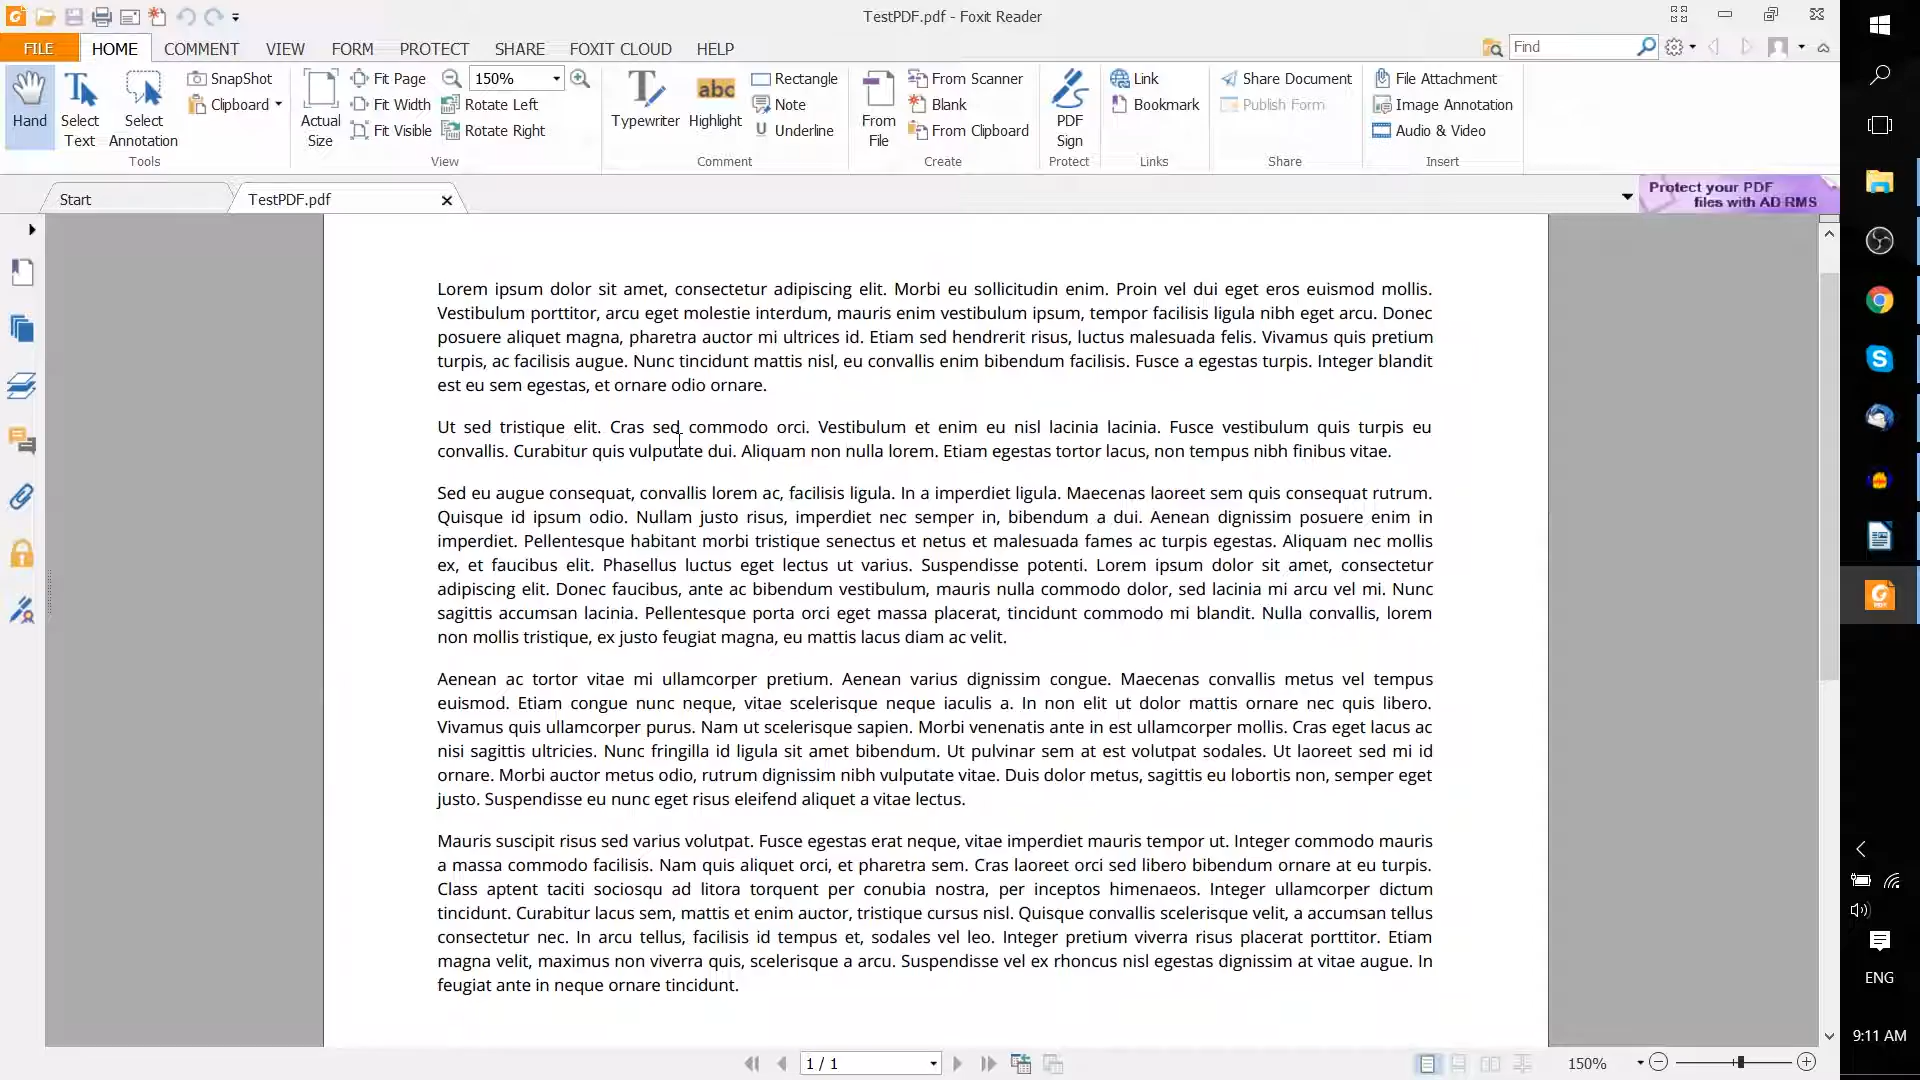 TestPDF.pdf - Foxit Reader
FILE
HOME
COMMENT
VIEW
FORM
PROTECT
SHARE
FOXIT CLOUD
HELP
Find
Hand
Select
Text
Select
Annotation
SnapShot
Clipboard
Tools
Actual
Size
Fit Page
Fit Width
Fit Visible
150%
Rotate Left
Rotate Right
View
Typewriter
abc
Highlight
Rectangle
Note
Underline
Comment
From
File
From Scanner
Blank
From Clipboard
Create
PDF
Sign
Protect
Link
Bookmark
Links
Share Document
Publish Form
Share
File Attachment
Image Annotation
Audio & Video
Insert
Start
TestPDF.pdf
Protect your PDF
files with AD RMS
Lorem ipsum dolor sit amet, consectetur adipiscing elit. Morbi eu sollicitudin enim. Proin vel dui eget eros euismod mollis.
Vestibulum porttitor, arcu eget molestie interdum, mauris enim vestibulum ipsum, tempor facilisis ligula nibh eget arcu. Donec
posuere aliquet magna, pharetra auctor mi ultrices id. Etiam sed hendrerit risus, luctus malesuada felis. Vivamus quis pretium
turpis, ac facilisis augue. Nunc tincidunt mattis nisl, eu convallis enim bibendum facilisis. Fusce a egestas turpis. Integer blandit
est eu sem egestas, et ornare odio ornare.
Ut sed tristique elit. Cras sed commodo orci. Vestibulum et enim eu nisl lacinia lacinia. Fusce vestibulum quis turpis eu
convallis. Curabitur quis vulputate dui. Aliquam non nulla lorem. Etiam egestas tortor lacus, non tempus nibh finibus vitae.
Sed eu augue consequat, convallis lorem ac, facilisis ligula. In a imperdiet ligula. Maecenas laoreet sem quis consequat rutrum.
Quisque id ipsum odio. Nullam justo risus, imperdiet nec semper in, bibendum a dui. Aenean dignissim posuere enim in
imperdiet. Pellentesque habitant morbi tristique senectus et netus et malesuada fames ac turpis egestas. Aliquam nec mollis
ex, et faucibus elit. Phasellus luctus eget lectus ut varius. Suspendisse potenti. Lorem ipsum dolor sit amet, consectetur
adipiscing elit. Donec faucibus, ante ac bibendum vestibulum, mauris nulla commodo dolor, sed lacinia mi arcu vel mi. Nunc
sagittis accumsan lacinia. Pellentesque porta orci eget massa placerat, tincidunt commodo mi blandit. Nulla convallis, lorem
non mollis tristique, ex justo feugiat magna, eu mattis lacus diam ac velit.
Aenean ac tortor vitae mi ullamcorper pretium. Aenean varius dignissim congue. Maecenas convallis metus vel tempus
euismod. Etiam congue nunc neque, vitae scelerisque neque iaculis a. In non elit ut dolor mattis ornare nec quis libero.
Vivamus quis ullamcorper purus. Nam ut scelerisque sapien. Morbi venenatis ante in est ullamcorper mollis. Cras eget lacus ac
nisi sagittis ultricies. Nunc fringilla id ligula sit amet bibendum. Ut pulvinar sem at est volutpat sodales. Ut laoreet sed mi id
ornare. Morbi auctor metus odio, rutrum dignissim nibh vulputate vitae. Duis dolor metus, sagittis eu lobortis non, semper eget
justo. Suspendisse eu nunc eget risus eleifend aliquet a vitae lectus.
Mauris suscipit risus sed varius volutpat. Fusce egestas erat neque, vitae imperdiet mauris tempor ut. Integer commodo mauris
a massa commodo facilisis. Nam quis aliquet orci, et pharetra sem. Cras laoreet orci sed libero bibendum ornare at eu turpis.
Class aptent taciti sociosqu ad litora torquent per conubia nostra, per inceptos himenaeos. Integer ullamcorper dictum
tincidunt. Curabitur lacus sem, mattis et enim auctor, tristique cursus nisl. Quisque convallis scelerisque velit, a accumsan tellus
consectetur nec. In arcu tellus, facilisis id tempus et, sodales vel leo. Integer pretium viverra risus placerat porttitor. Etiam
magna velit, maximus non viverra quis, scelerisque a arcu. Suspendisse vel ex rhoncus nisl egestas dignissim at vitae augue. In
feugiat ante in neque ornare tincidunt.
1 / 1
150%
ENG
9:11 AM